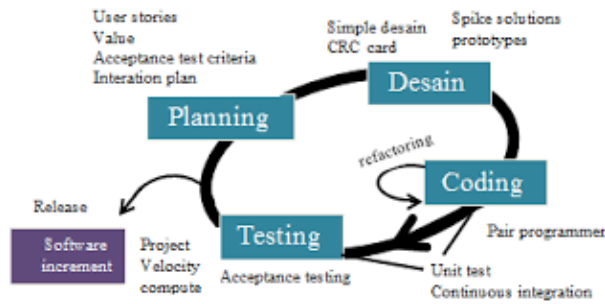 User stories
Value
Acceptance test criteria
Interation plan
Simple desain
CRC card
Spike solutions
prototypes
Planning
Desain
refactoring
Coding
Release
Software
increment
Project
Velocity
compute
Testing
Acceptance testing
Pair programmer
Unit test
Continuous integration